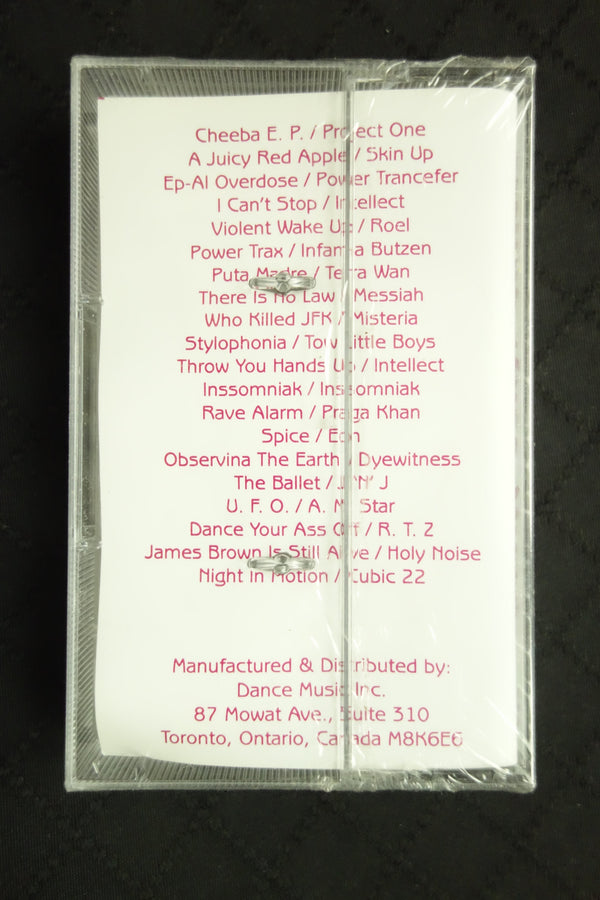 Cheeba E. P. / Project One
A Juicy Red Apple / Skin Up
Ep-Al Overdose / Power Trancefer
I Can't Stop / Intellect
Violent Wake Up / Roel
Power Trax / Butzen
Puta Madre / Terra Wan
There Is No Law / Messiah
Who Killed JFK / Misteria
Stylophonia / Tow Little Boys
Throw You Hands Up / Intellect
Inssomniak / Inssomniak
Rave Alarm / Praga Khan
Spice / Eon
Observina The Earth / Dyewitness
The Ballet / J 'N' J
U. F. O. / A. M. Star
Dance Your Ass Off / R. T. Z
James Brown Is Still Alive / Holy Noise
Night In Motion / Cubic 22
Manufactured & Distributed by:
Dance Music Inc.
87 Mowat Ave., Suite 310
Toronto, Ontario, Canada M8K6E6